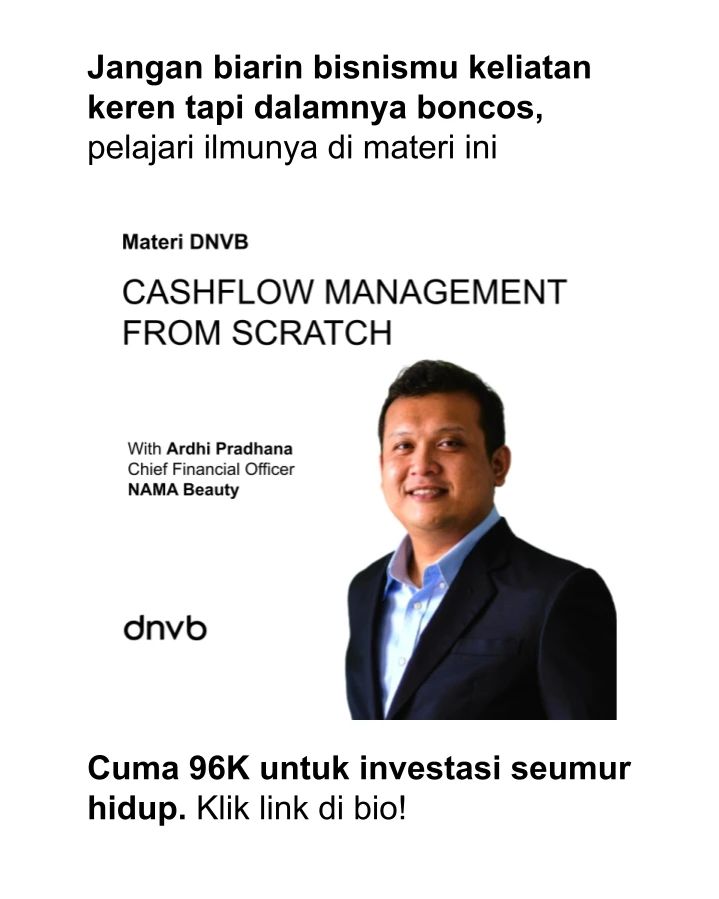 Jangan biarin bisnismu keliatan
keren tapi dalamnya boncos,
pelajari ilmunya di materi ini
Materi DNVB
CASHFLOW MANAGEMENT
FROM SCRATCH
With Ardhi Pradhana
Chief Financial Officer
NAMA Beauty
dnvb
Cuma 96K untuk investasi seumur
hidup. Klik link di bio!